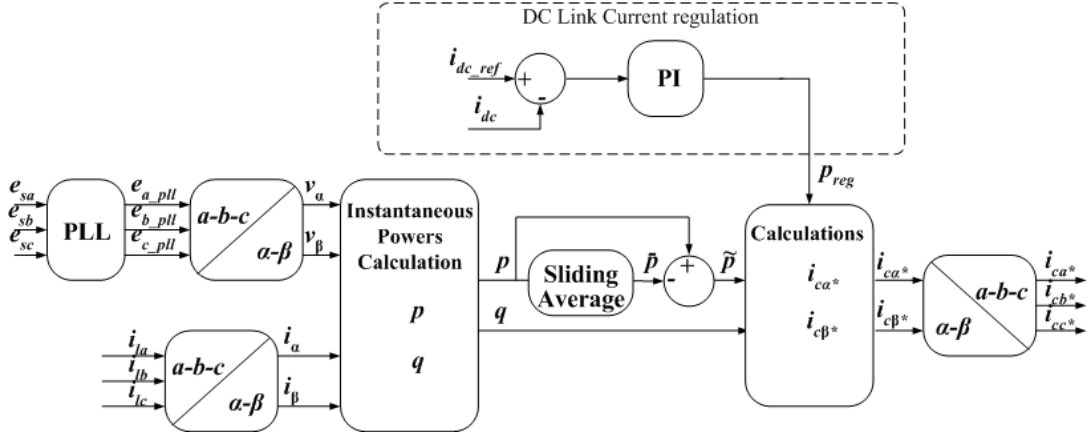 DC Link Current regulation
i_dc_ref
+
-
PI
i_dc
p_reg
e_sa
e_sb
e_sc
PLL
e_a_pll
e_b_pll
e_c_pll
a-b-c
α-β
v_α
v_β
Instantaneous
Powers
Calculation
p
q
p
q
Sliding
Average
p̄
+
-
p̃
Calculations
i_cα*
i_cβ*
i_cα*
i_cβ*
a-b-c
α-β
i_ca*
i_cb*
i_cc*
i_la
i_lb
i_lc
a-b-c
α-β
i_α
i_β